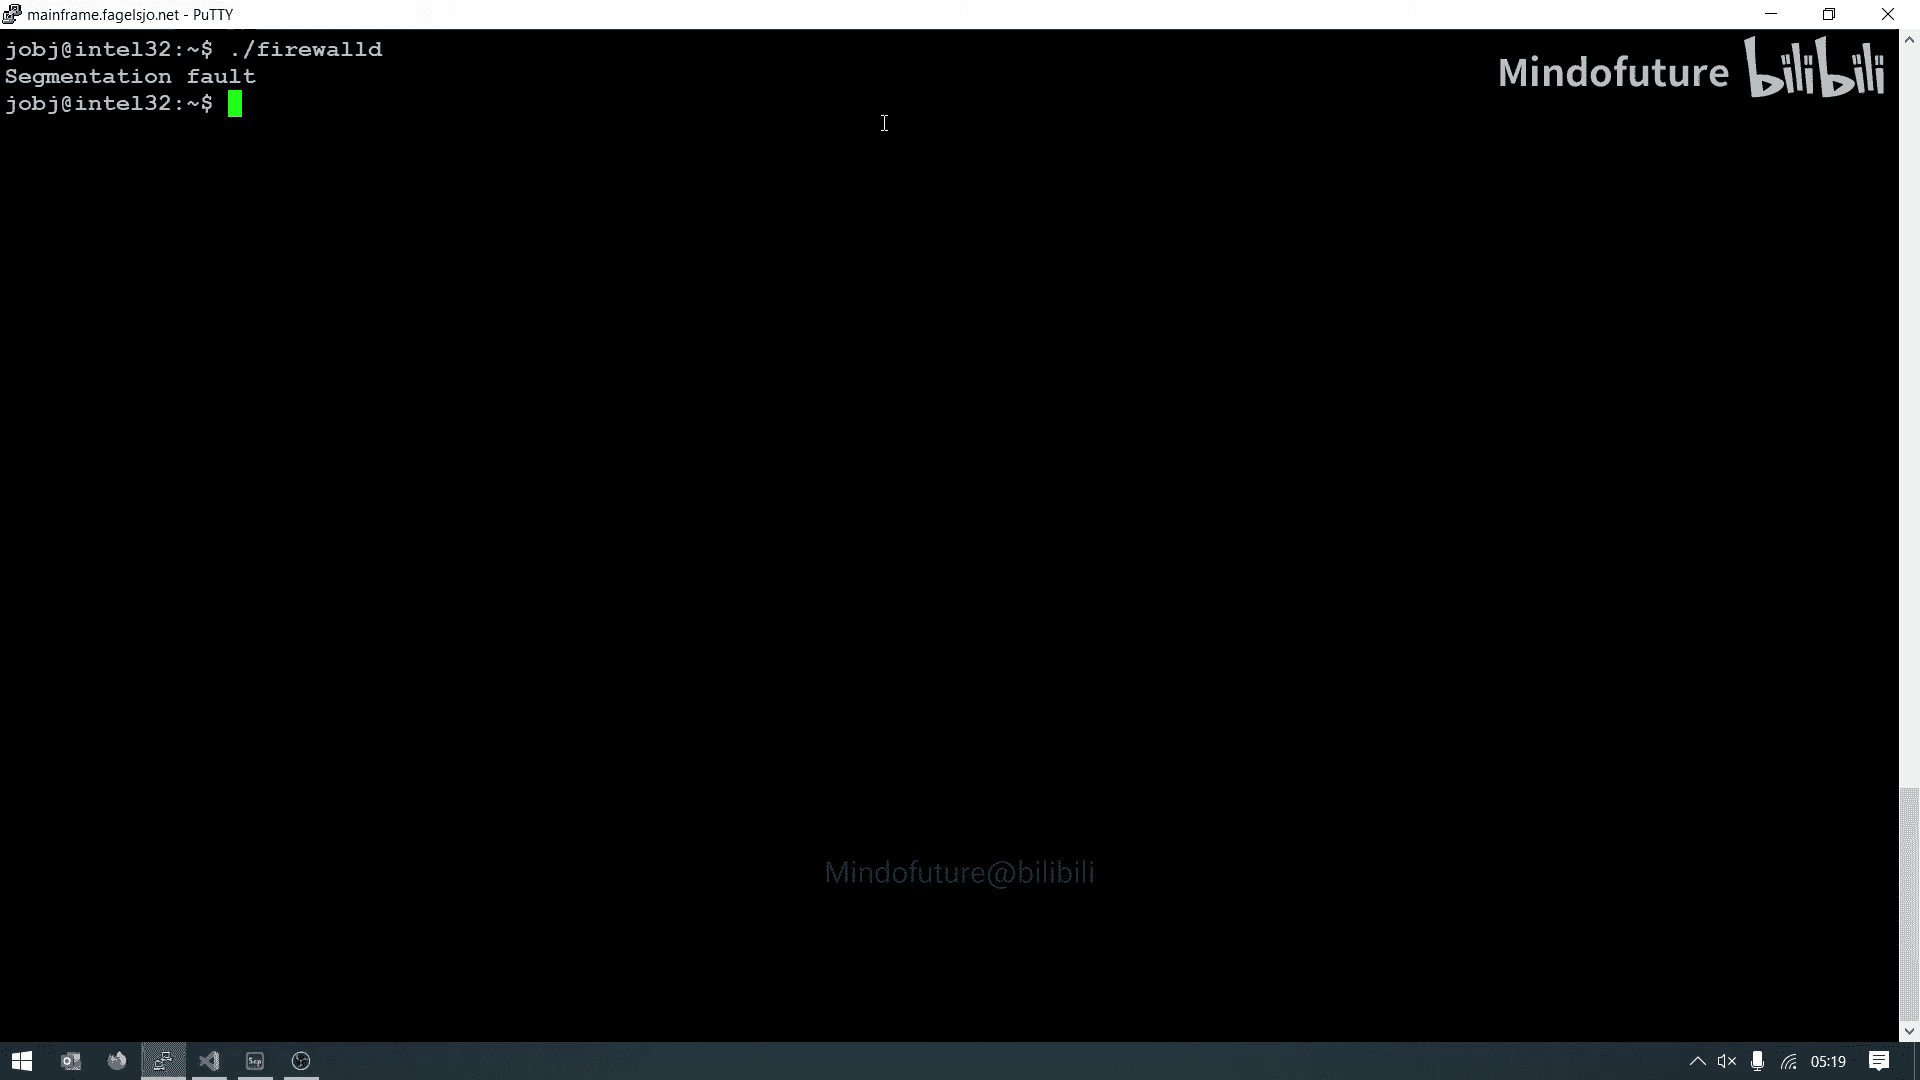 mainframe.fagelsjo.net - PuTTY
jobj@intel32:~$ ./firewalld
Segmentation fault
jobj@intel32:~$
Mindofuture bilibili
Mindofuture@bilibili
05:19